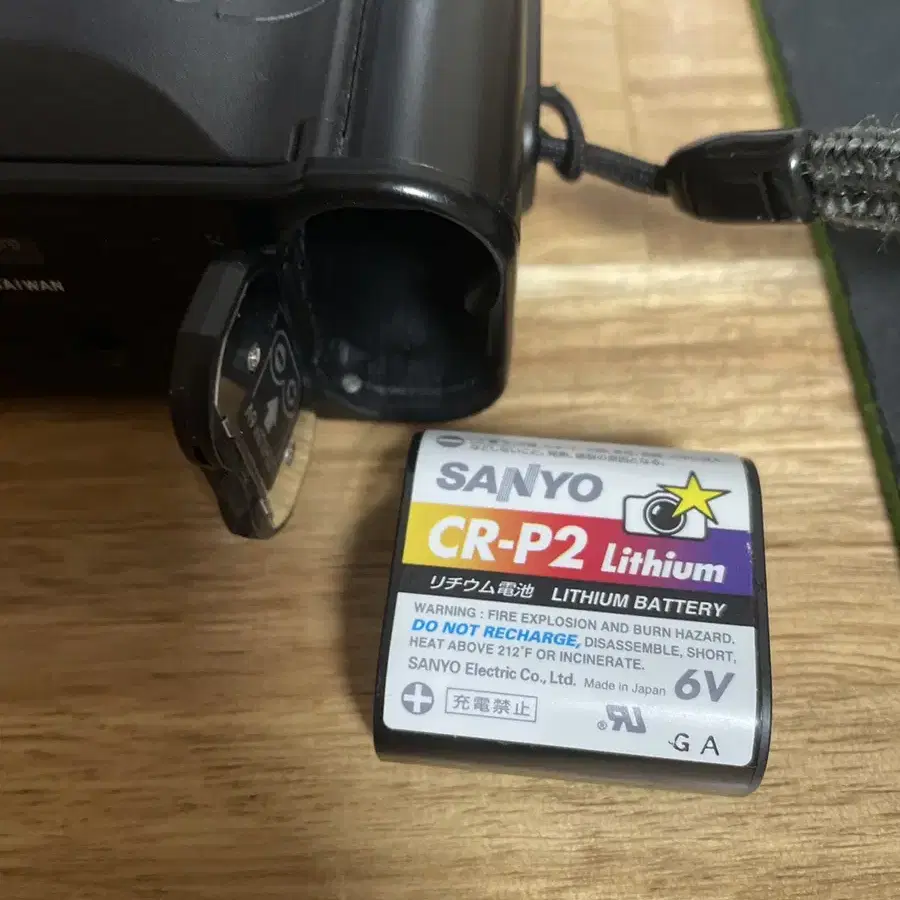 TAIWAN
SANYO
CR-P2 Lithium
リチウム電池 LITHIUM BATTERY
WARNING : FIRE EXPLOSION AND BURN HAZARD.
DO NOT RECHARGE, DISASSEMBLE, SHORT,
HEAT ABOVE 212°F OR INCINERATE.
SANYO Electric Co., Ltd. Made in Japan 6V
充電禁止
G A